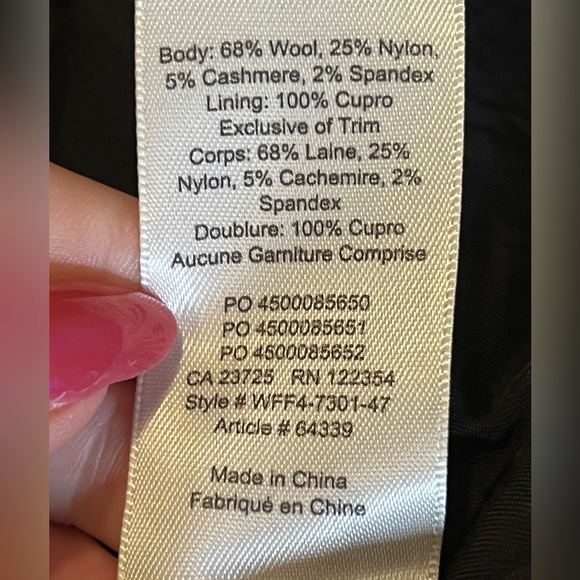 Body: 68% Wool, 25% Nylon,
5% Cashmere, 2% Spandex
Lining: 100% Cupro
Exclusive of Trim
Corps: 68% Laine, 25%
Nylon, 5% Cachemire, 2%
Spandex
Doublure: 100% Cupro
Aucune Garniture Comprise
PO 4500085650
PO 4500085651
PO 4500085652
CA 23725 RN 122354
Style # WFF4-7301-47
Article # 64339
Made in China
Fabriqué en Chine